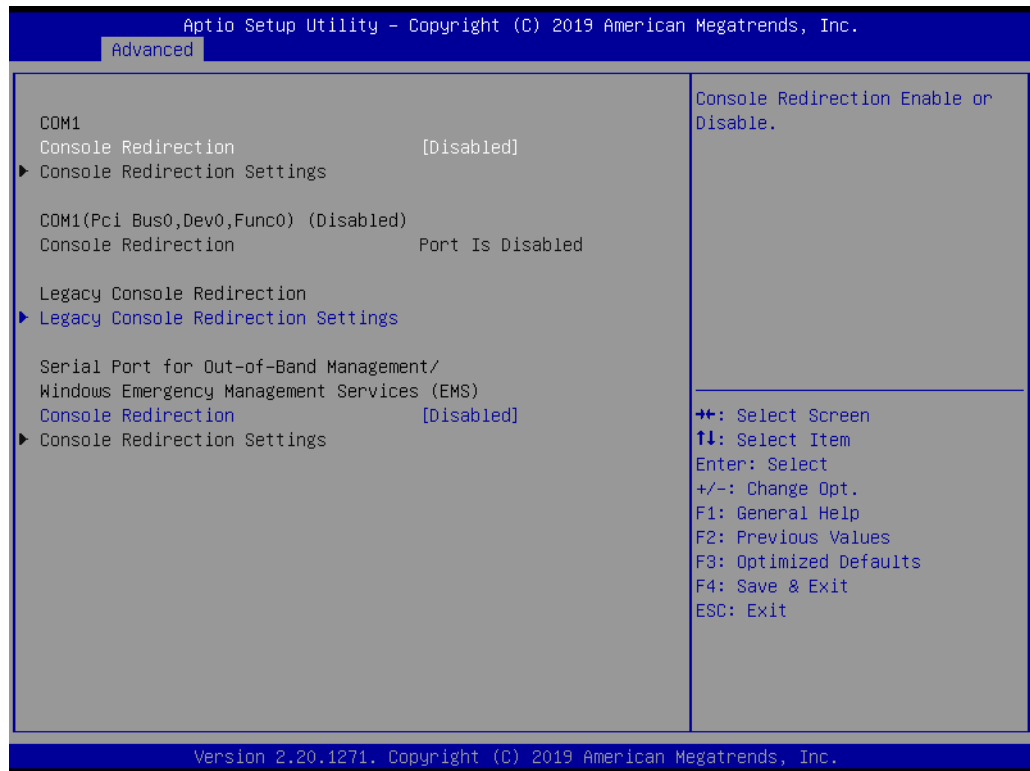 Aptio Setup Utility – Copyright (C) 2019 American Megatrends, Inc.
Advanced
COM1
Console Redirection [Disabled]
▶ Console Redirection Settings
COM1(Pci Bus0,Dev0,Func0) (Disabled)
Console Redirection Port Is Disabled
Legacy Console Redirection
▶ Legacy Console Redirection Settings
Serial Port for Out-of-Band Management/
Windows Emergency Management Services (EMS)
Console Redirection [Disabled]
▶ Console Redirection Settings
Console Redirection Enable or
Disable.
→←: Select Screen
↑↓: Select Item
Enter: Select
+/-: Change Opt.
F1: General Help
F2: Previous Values
F3: Optimized Defaults
F4: Save & Exit
ESC: Exit
Version 2.20.1271. Copyright (C) 2019 American Megatrends, Inc.